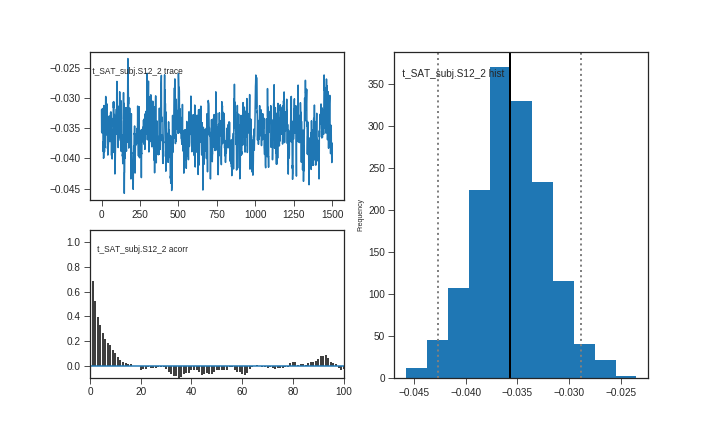 −0.025
−0.030
−0.035
−0.040
−0.045
t_SAT_subj.S12_2 trace
0 250 500 750 1000 1250 1500
1.0
0.8
0.6
0.4
0.2
0.0
t_SAT_subj.S12_2 acorr
0 20 40 60 80 100
Frequency
350
300
250
200
150
100
50
0
t_SAT_subj.S12_2 hist
−0.045 −0.040 −0.035 −0.030 −0.025